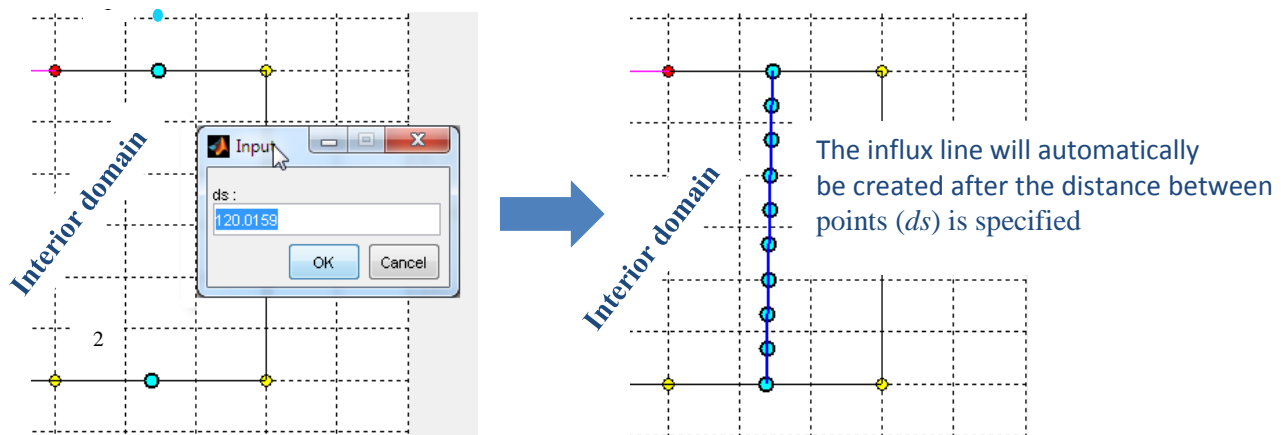 Interior domain
Input
ds :
120.0159
OK
Cancel
2
Interior domain
The influx line will automatically
be created after the distance between
points (ds) is specified